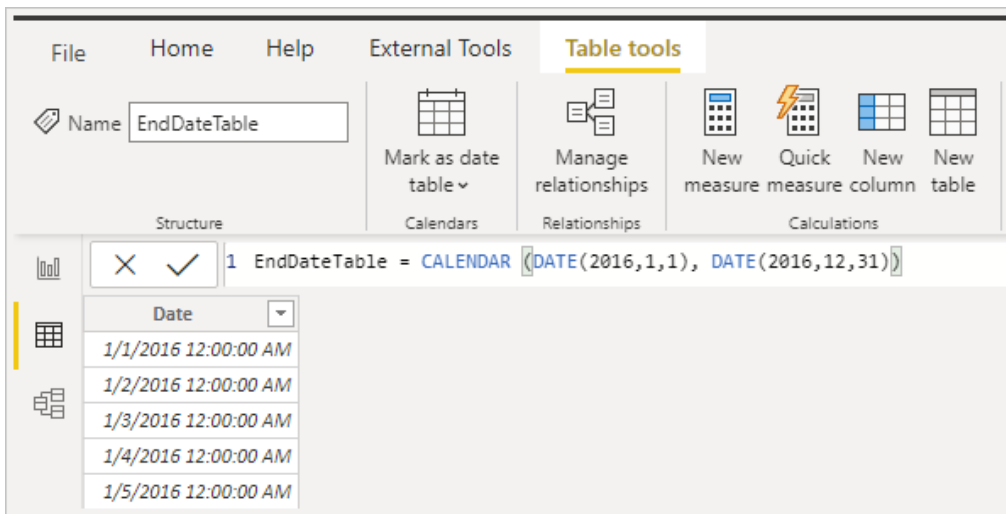 File Home Help External Tools Table tools
Name EndDateTable
Mark as date table
Manage relationships
New measure
Quick measure
New column
New table
Structure Calendars Relationships Calculations
1 EndDateTable = CALENDAR (DATE(2016,1,1), DATE(2016,12,31))
Date
1/1/2016 12:00:00 AM
1/2/2016 12:00:00 AM
1/3/2016 12:00:00 AM
1/4/2016 12:00:00 AM
1/5/2016 12:00:00 AM